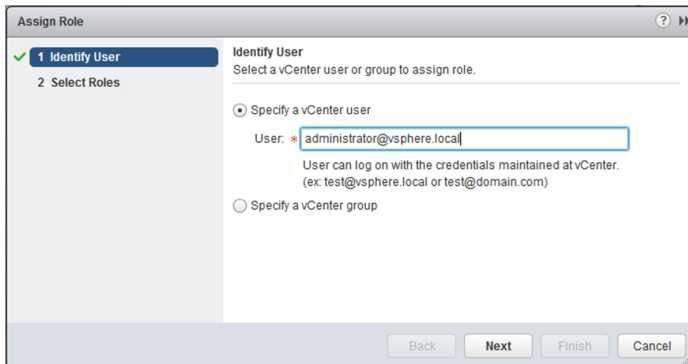 Assign Role
?
1 Identify User
2 Select Roles
Identify User
Select a vCenter user or group to assign role.
Specify a vCenter user
User: * administrator@vsphere.local
User can log on with the credentials maintained at vCenter.
(ex: test@vsphere.local or test@domain.com)
Specify a vCenter group
Back Next Finish Cancel